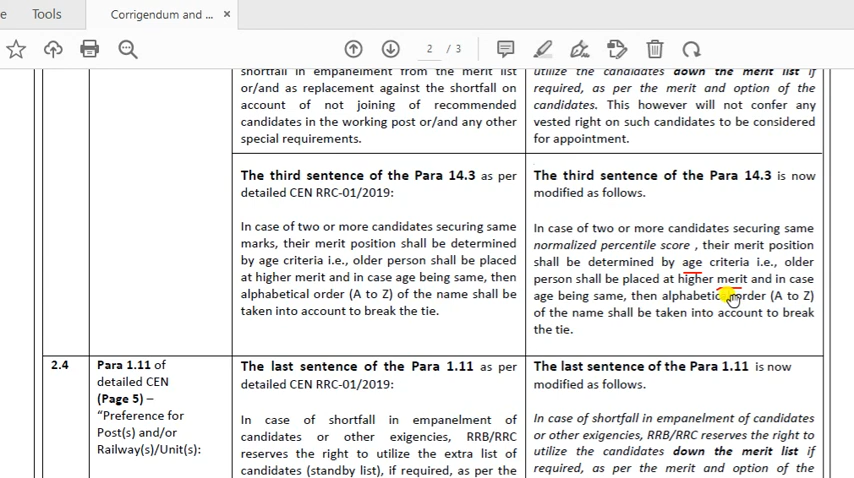 e
Tools
Corrigendum and ... ×
2 / 3
shortfall in empanelment from the merit list
or/and as replacement against the shortfall on
account of not joining of recommended
candidates in the working post or/and any other
special requirements.
utilize the candidates down the merit list if
required, as per the merit and option of the
candidates. This however will not confer any
vested right on such candidates to be considered
for appointment.
The third sentence of the Para 14.3 as per
detailed CEN RRC-01/2019:
In case of two or more candidates securing same
marks, their merit position shall be determined
by age criteria i.e., older person shall be placed
at higher merit and in case age being same, then
alphabetical order (A to Z) of the name shall be
taken into account to break the tie.
The third sentence of the Para 14.3 is now
modified as follows.
In case of two or more candidates securing same
normalized percentile score , their merit position
shall be determined by age criteria i.e., older
person shall be placed at higher merit and in case
age being same, then alphabetic order (A to Z)
of the name shall be taken into account to break
the tie.
2.4
Para 1.11 of
detailed CEN
(Page 5) –
"Preference for
Post(s) and/or
Railway(s)/Unit(s):
The last sentence of the Para 1.11 as per
detailed CEN RRC-01/2019:
In case of shortfall in empanelment of
candidates or other exigencies, RRB/RRC
reserves the right to utilize the extra list of
candidates (standby list), if required, as per the
The last sentence of the Para 1.11 is now
modified as follows.
In case of shortfall in empanelment of candidates
or other exigencies, RRB/RRC reserves the right to
utilize the candidates down the merit list if
required, as per the merit and option of the